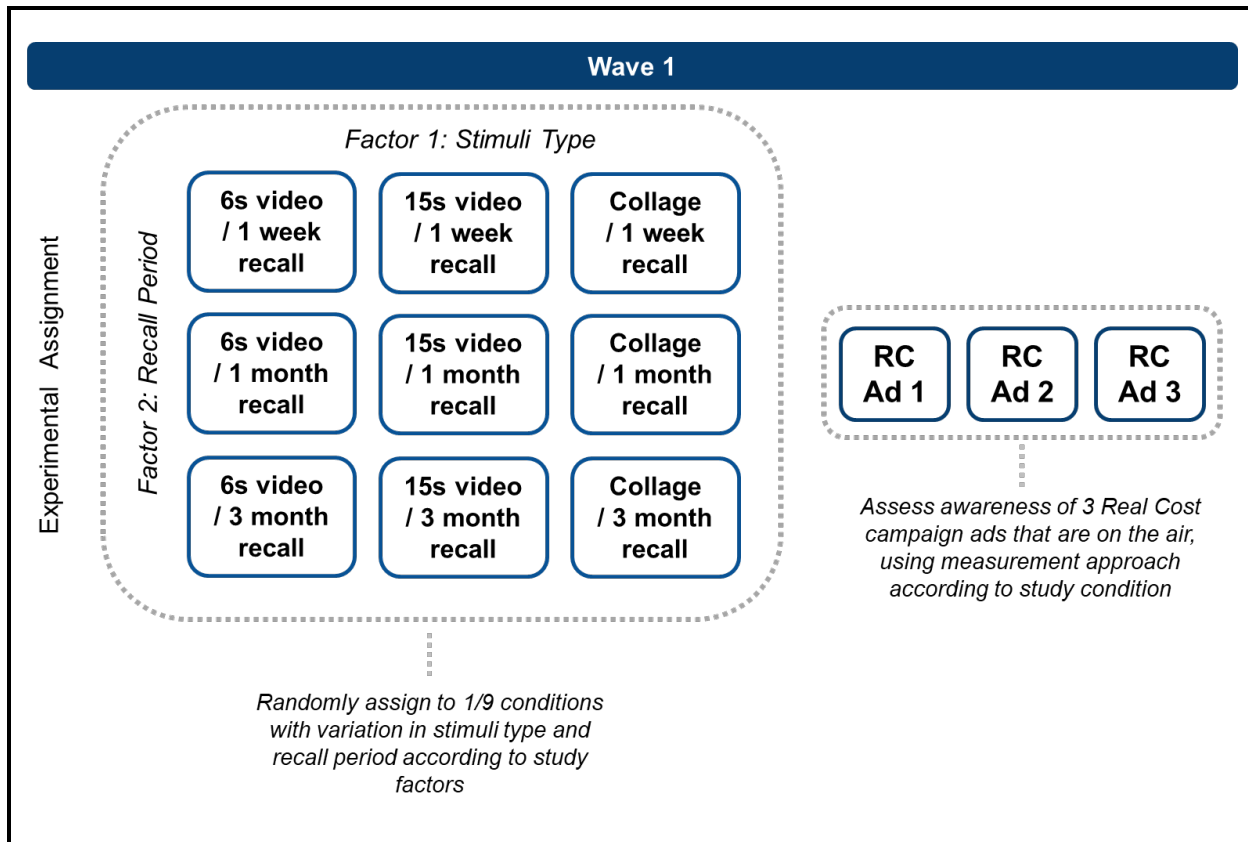 Wave 1
Factor 1: Stimuli Type
Experimental Assignment
Factor 2: Recall Period
6s video
/ 1 week
recall
15s video
/ 1 week
recall
Collage
/ 1 week
recall
6s video
/ 1 month
recall
15s video
/ 1 month
recall
Collage
/ 1 month
recall
6s video
/ 3 month
recall
15s video
/ 3 month
recall
Collage
/ 3 month
recall
RC
Ad 1
RC
Ad 2
RC
Ad 3
Assess awareness of 3 Real Cost
campaign ads that are on the air,
using measurement approach
according to study condition
Randomly assign to 1/9 conditions
with variation in stimuli type and
recall period according to study
factors